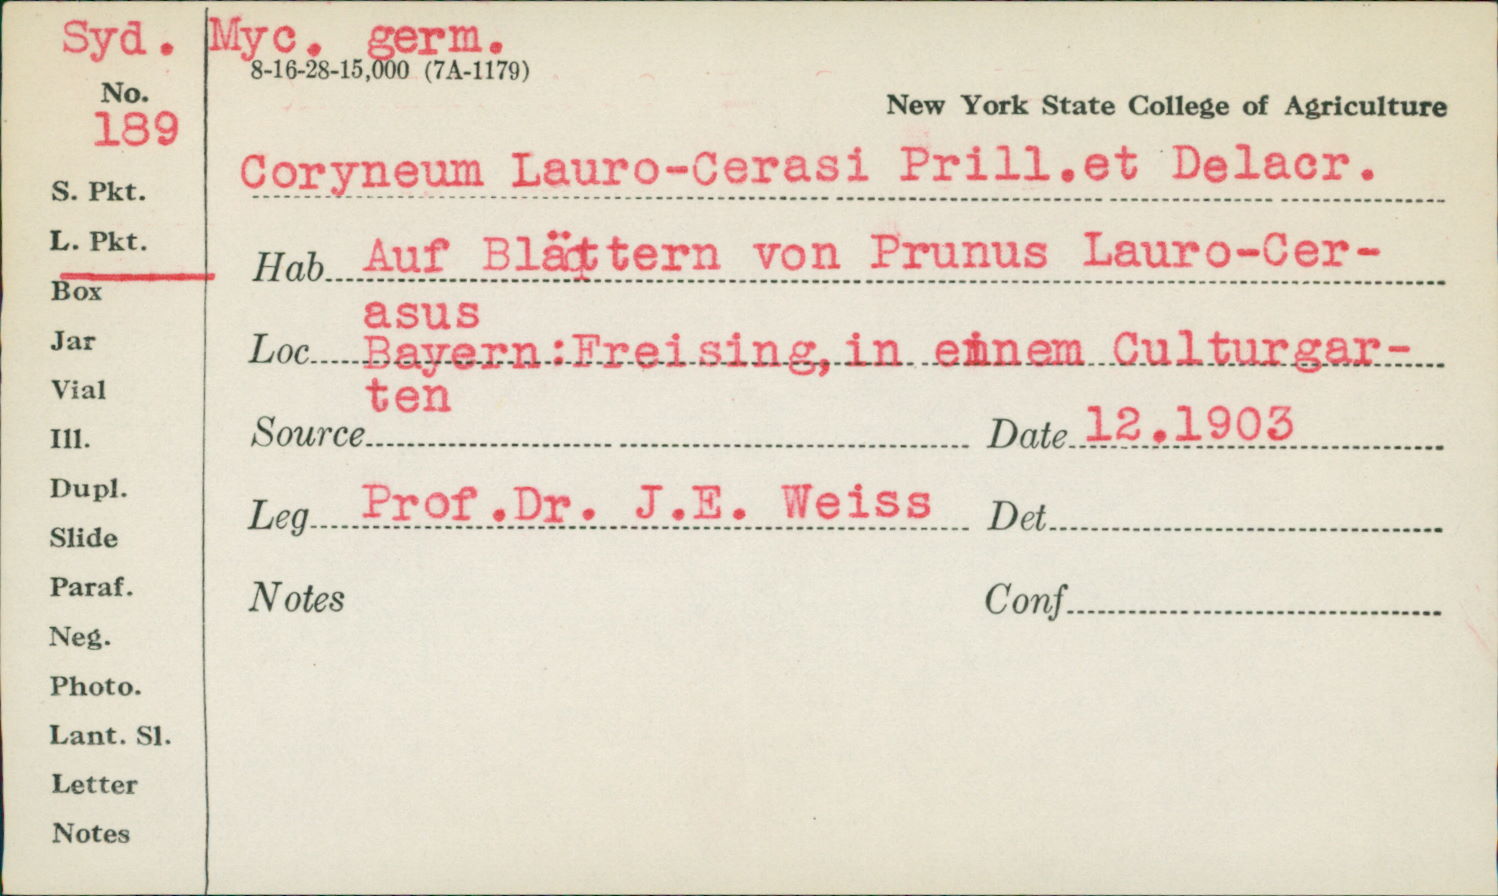 Syd. Myc. germ.
8-16-28-15,000 (7A-1179)
No.
189
New York State College of Agriculture
Coryneum Lauro-Cerasi Prill.et Delacr.
S. Pkt.
L. Pkt.
Hab. Auf Blättern von Prunus Lauro-Cer-
asus
Box
Jar
Loc. Bayern:Freising,in einem Culturgar-
ten
Vial
Ill.
Source
Date 12.1903
Dupl.
Slide
Leg. Prof.Dr. J.E. Weiss
Det.
Paraf.
Notes
Conf.
Neg.
Photo.
Lant. Sl.
Letter
Notes